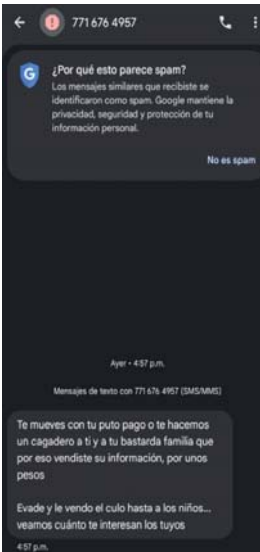 771 676 4957
¿Por qué esto parece spam?
Los mensajes similares que recibiste se
identificaron como spam. Google mantiene la
privacidad, seguridad y protección de tu
información personal.
No es spam
Ayer • 4:57 p.m.
Mensajes de texto con 771 676 4957 (SMS/MMS)
Te mueves con tu puto pago o te hacemos
un cagadero a ti y a tu bastarda familia que
por eso vendiste su información, por unos
pesos
Evade y le vendo el culo hasta a los niños...
veamos cuánto te interesan los tuyos
4:57 p.m.